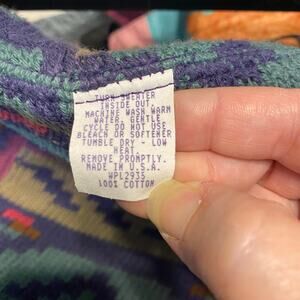 TURN SWEATER
INSIDE OUT.
MACHINE WASH WARM
WATER. GENTLE
CYCLE DO NOT USE
BLEACH OR SOFTENER
TUMBLE DRY - LOW
HEAT.
REMOVE PROMPTLY.
MADE IN U.S.A.
WPL2935
100% COTTON